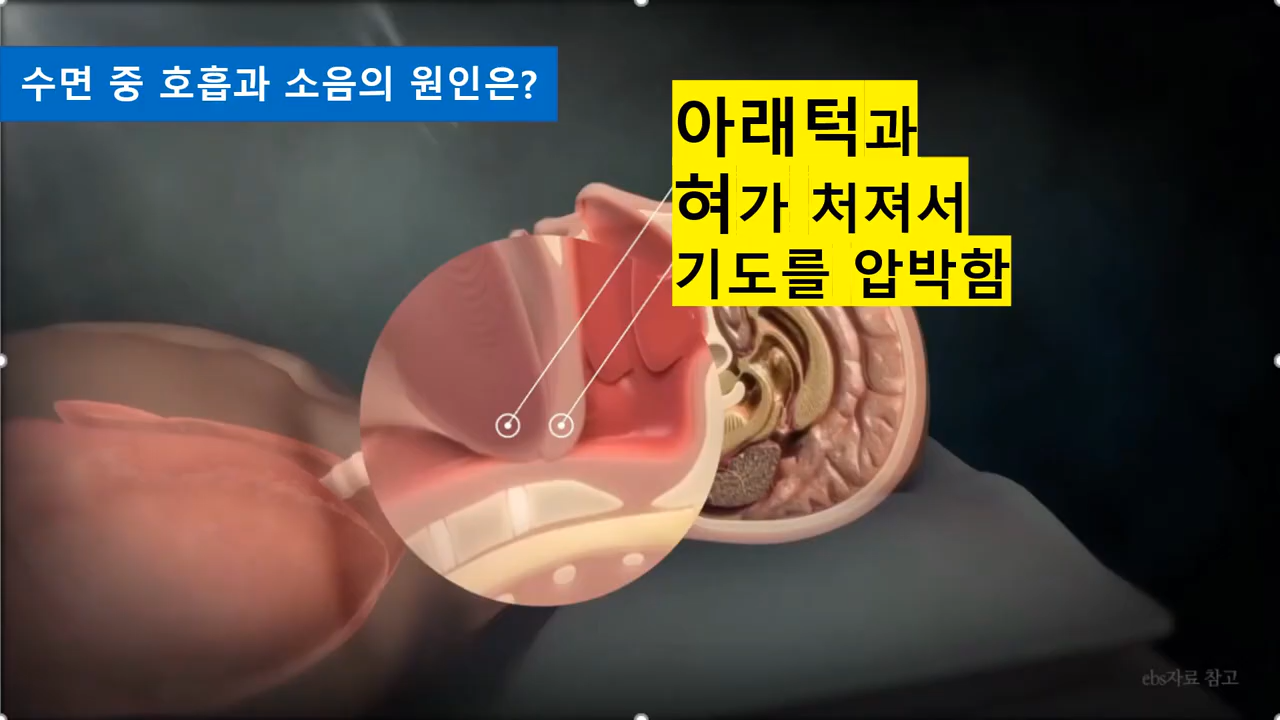 수면 중 호흡과 소음의 원인은?
아래턱과
혀가 처져서
기도를 압박함
ebs자료 참고